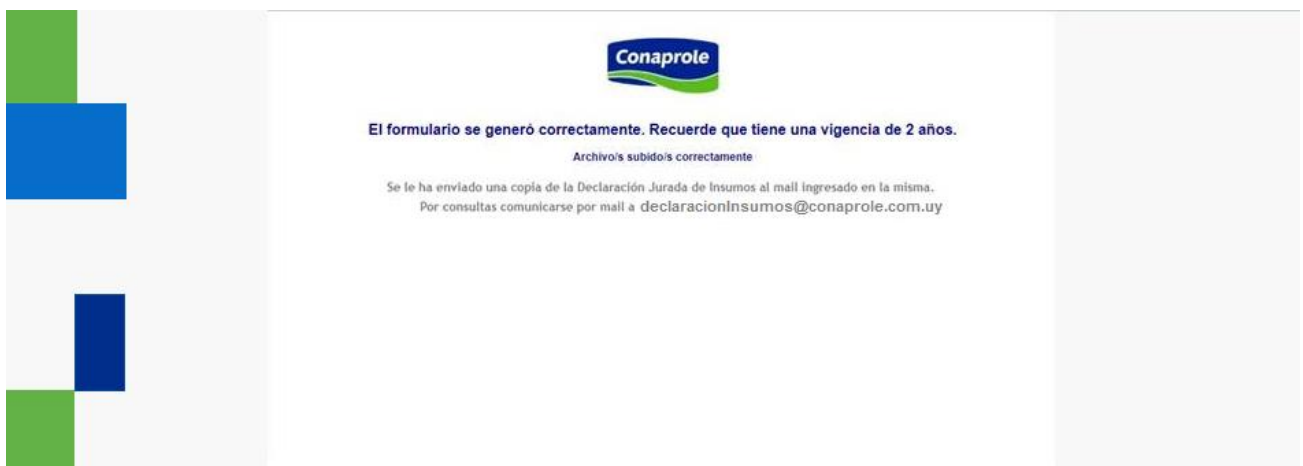 Conaprole
El formulario se generó correctamente. Recuerde que tiene una vigencia de 2 años.
Archivo/s subido/s correctamente
Se le ha enviado una copia de la Declaración Jurada de Insumos al mail ingresado en la misma.
Por consultas comunicarse por mail a declaracionInsumos@conaprole.com.uy